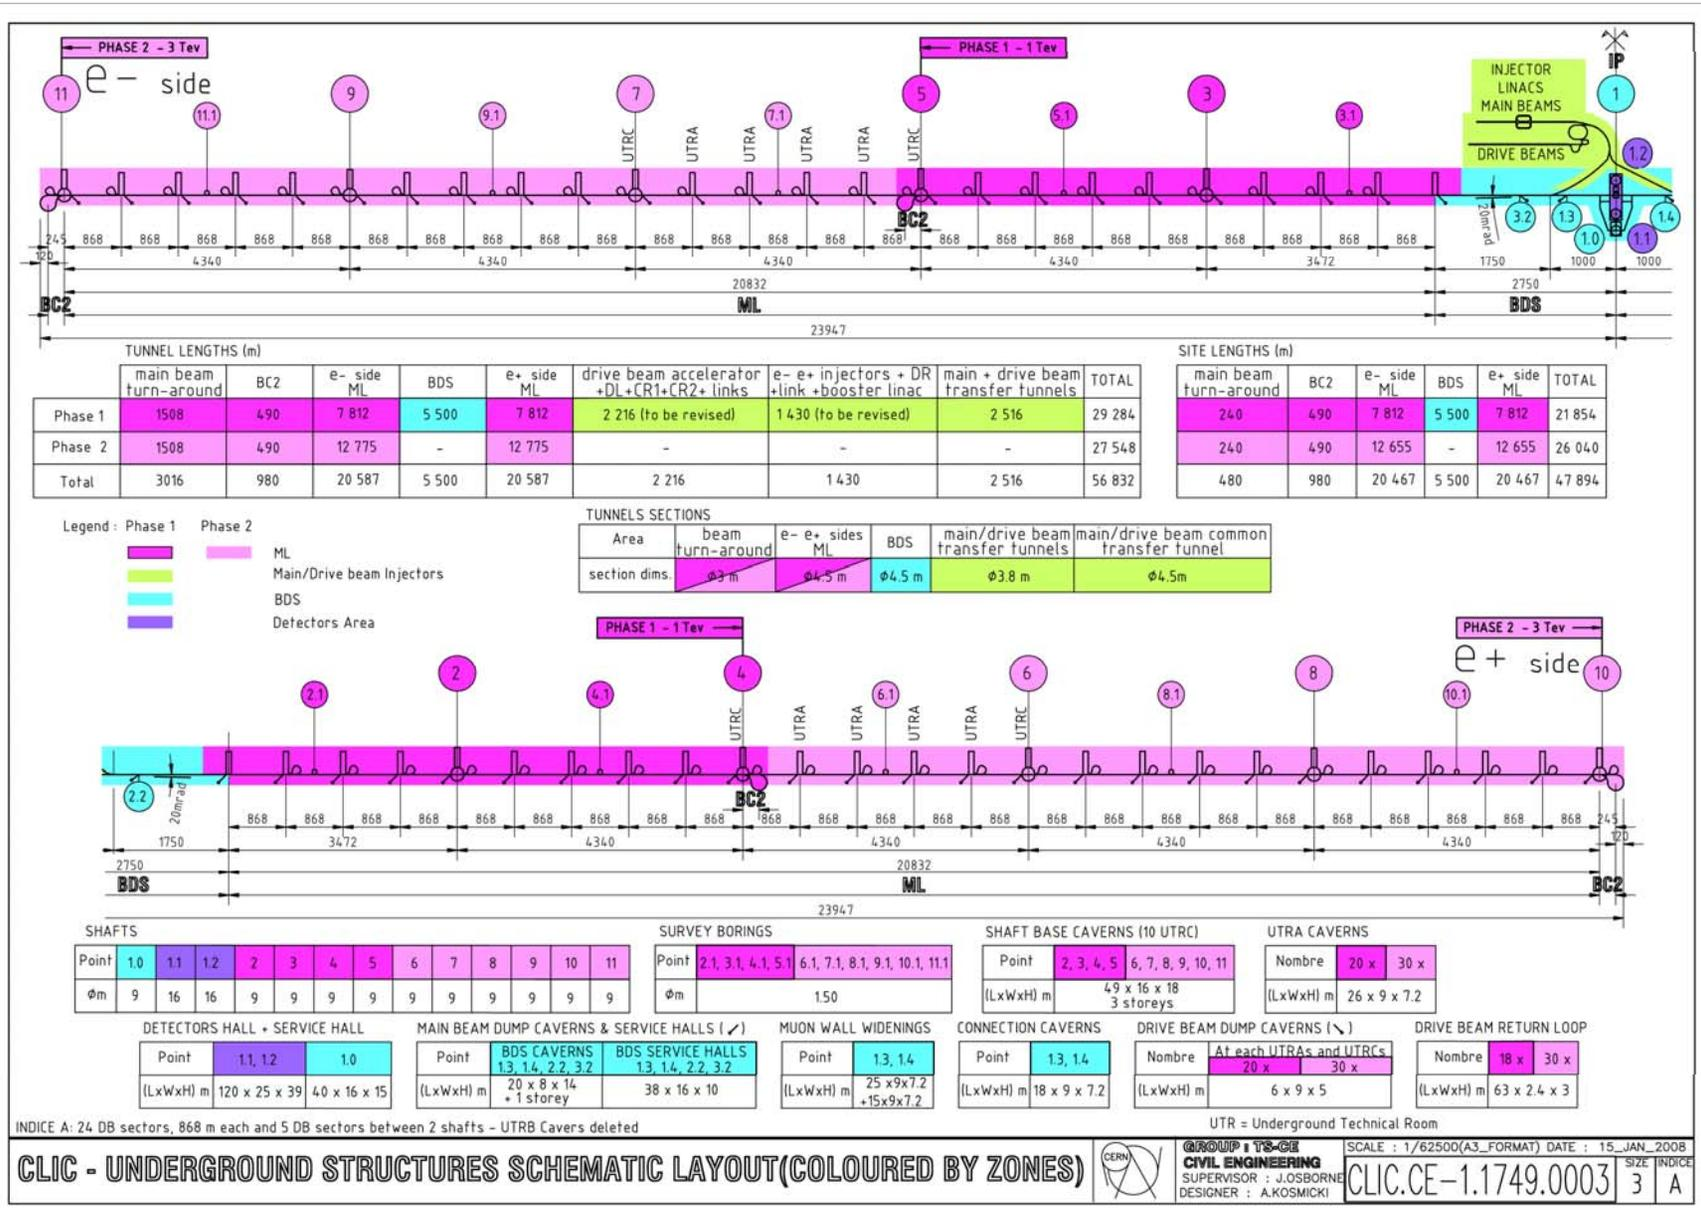 PHASE 2 - 3 Tev
PHASE 1 - 1 Tev
IP
e- side
INJECTOR
LINACS
MAIN BEAMS
DRIVE BEAMS
11 9 7 5 3 1
11.1 9.1 7.1 5.1 3.1 1.2
UTRC UTRA UTRA UTRA UTRA UTRC
BC2
20mrad
3.2 1.3 1.4
1.0 1.1
245 868 868 868 868 868 868 868 868 868 868 868 868 868 868 868 868 868 868 868 868 868 868 868 868
120 4340 4340 4340 4340 3472 1750 1000 1000
20832 2750
BC2 ML BDS
23947
TUNNEL LENGTHS (m)
main beam turn-around BC2 e- side ML BDS e+ side ML drive beam accelerator +DL+CR1+CR2+ links e- e+ injectors + DR +link +booster linac main + drive beam transfer tunnels TOTAL
Phase 1 1508 490 7 812 5 500 7 812 2 216 (to be revised) 1 430 (to be revised) 2 516 29 284
Phase 2 1508 490 12 775 - 12 775 - - - 27 548
Total 3016 980 20 587 5 500 20 587 2 216 1 430 2 516 56 832
SITE LENGTHS (m)
main beam turn-around BC2 e- side ML BDS e+ side ML TOTAL
240 490 7 812 5 500 7 812 21 854
240 490 12 655 - 12 655 26 040
480 980 20 467 5 500 20 467 47 894
Legend : Phase 1 Phase 2
ML
Main/Drive beam Injectors
BDS
Detectors Area
TUNNELS SECTIONS
Area beam turn-around e- e+ sides ML BDS main/drive beam transfer tunnels main/drive beam common transfer tunnel
section dims. ø3 m ø4.5 m ø4.5 m ø3.8 m ø4.5m
PHASE 1 - 1 Tev
PHASE 2 - 3 Tev
e+ side
2 4 6 8 10
2.1 4.1 6.1 8.1 10.1
UTRC UTRA UTRA UTRA UTRA UTRC
2.2
20mrad
BC2
868 868 868 868 868 868 868 868 868 868 868 868 868 868 868 868 868 868 868 868 868 868 868 868 245
1750 3472 4340 4340 4340 4340 120
2750 20832
BDS ML BC2
23947
SHAFTS
Point 1.0 1.1 1.2 2 3 4 5 6 7 8 9 10 11
Øm 9 16 16 9 9 9 9 9 9 9 9 9 9
SURVEY BORINGS
Point 2.1, 3.1, 4.1, 5.1 6.1, 7.1, 8.1, 9.1, 10.1, 11.1
Øm 1.50
SHAFT BASE CAVERNS (10 UTRC)
Point 2, 3, 4, 5 6, 7, 8, 9, 10, 11
(LxWxH) m 49 x 16 x 18
3 storeys
UTRA CAVERNS
Nombre 20 x 30 x
(LxWxH) m 26 x 9 x 7.2
DETECTORS HALL + SERVICE HALL
Point 1.1, 1.2 1.0
(LxWxH) m 120 x 25 x 39 40 x 16 x 15
MAIN BEAM DUMP CAVERNS & SERVICE HALLS (↙)
Point BDS CAVERNS 1.3, 1.4, 2.2, 3.2 BDS SERVICE HALLS 1.3, 1.4, 2.2, 3.2
(LxWxH) m 20 x 8 x 14 + 1 storey 38 x 16 x 10
MUON WALL WIDENINGS
Point 1.3, 1.4
(LxWxH) m 25 x9x7.2
+15x9x7.2
CONNECTION CAVERNS
Point 1.3, 1.4
(LxWxH) m 18 x 9 x 7.2
DRIVE BEAM DUMP CAVERNS (↘)
Nombre At each UTRAs and UTRCs
20 x 30 x
(LxWxH) m 6 x 9 x 5
DRIVE BEAM RETURN LOOP
Nombre 18 x 30 x
(LxWxH) m 63 x 2.4 x 3
INDICE A: 24 DB sectors, 868 m each and 5 DB sectors between 2 shafts - UTRB Cavers deleted
UTR = Underground Technical Room
CLIC - UNDERGROUND STRUCTURES SCHEMATIC LAYOUT(COLOURED BY ZONES)
CERN
GROUP : TS-CE
CIVIL ENGINEERING
SUPERVISOR : J.OSBORNE
DESIGNER : A.KOSMICKI
SCALE : 1/62500(A3_FORMAT) DATE : 15_JAN_2008
CLIC.CE-1.1749.0003
SIZE 3
INDICE A